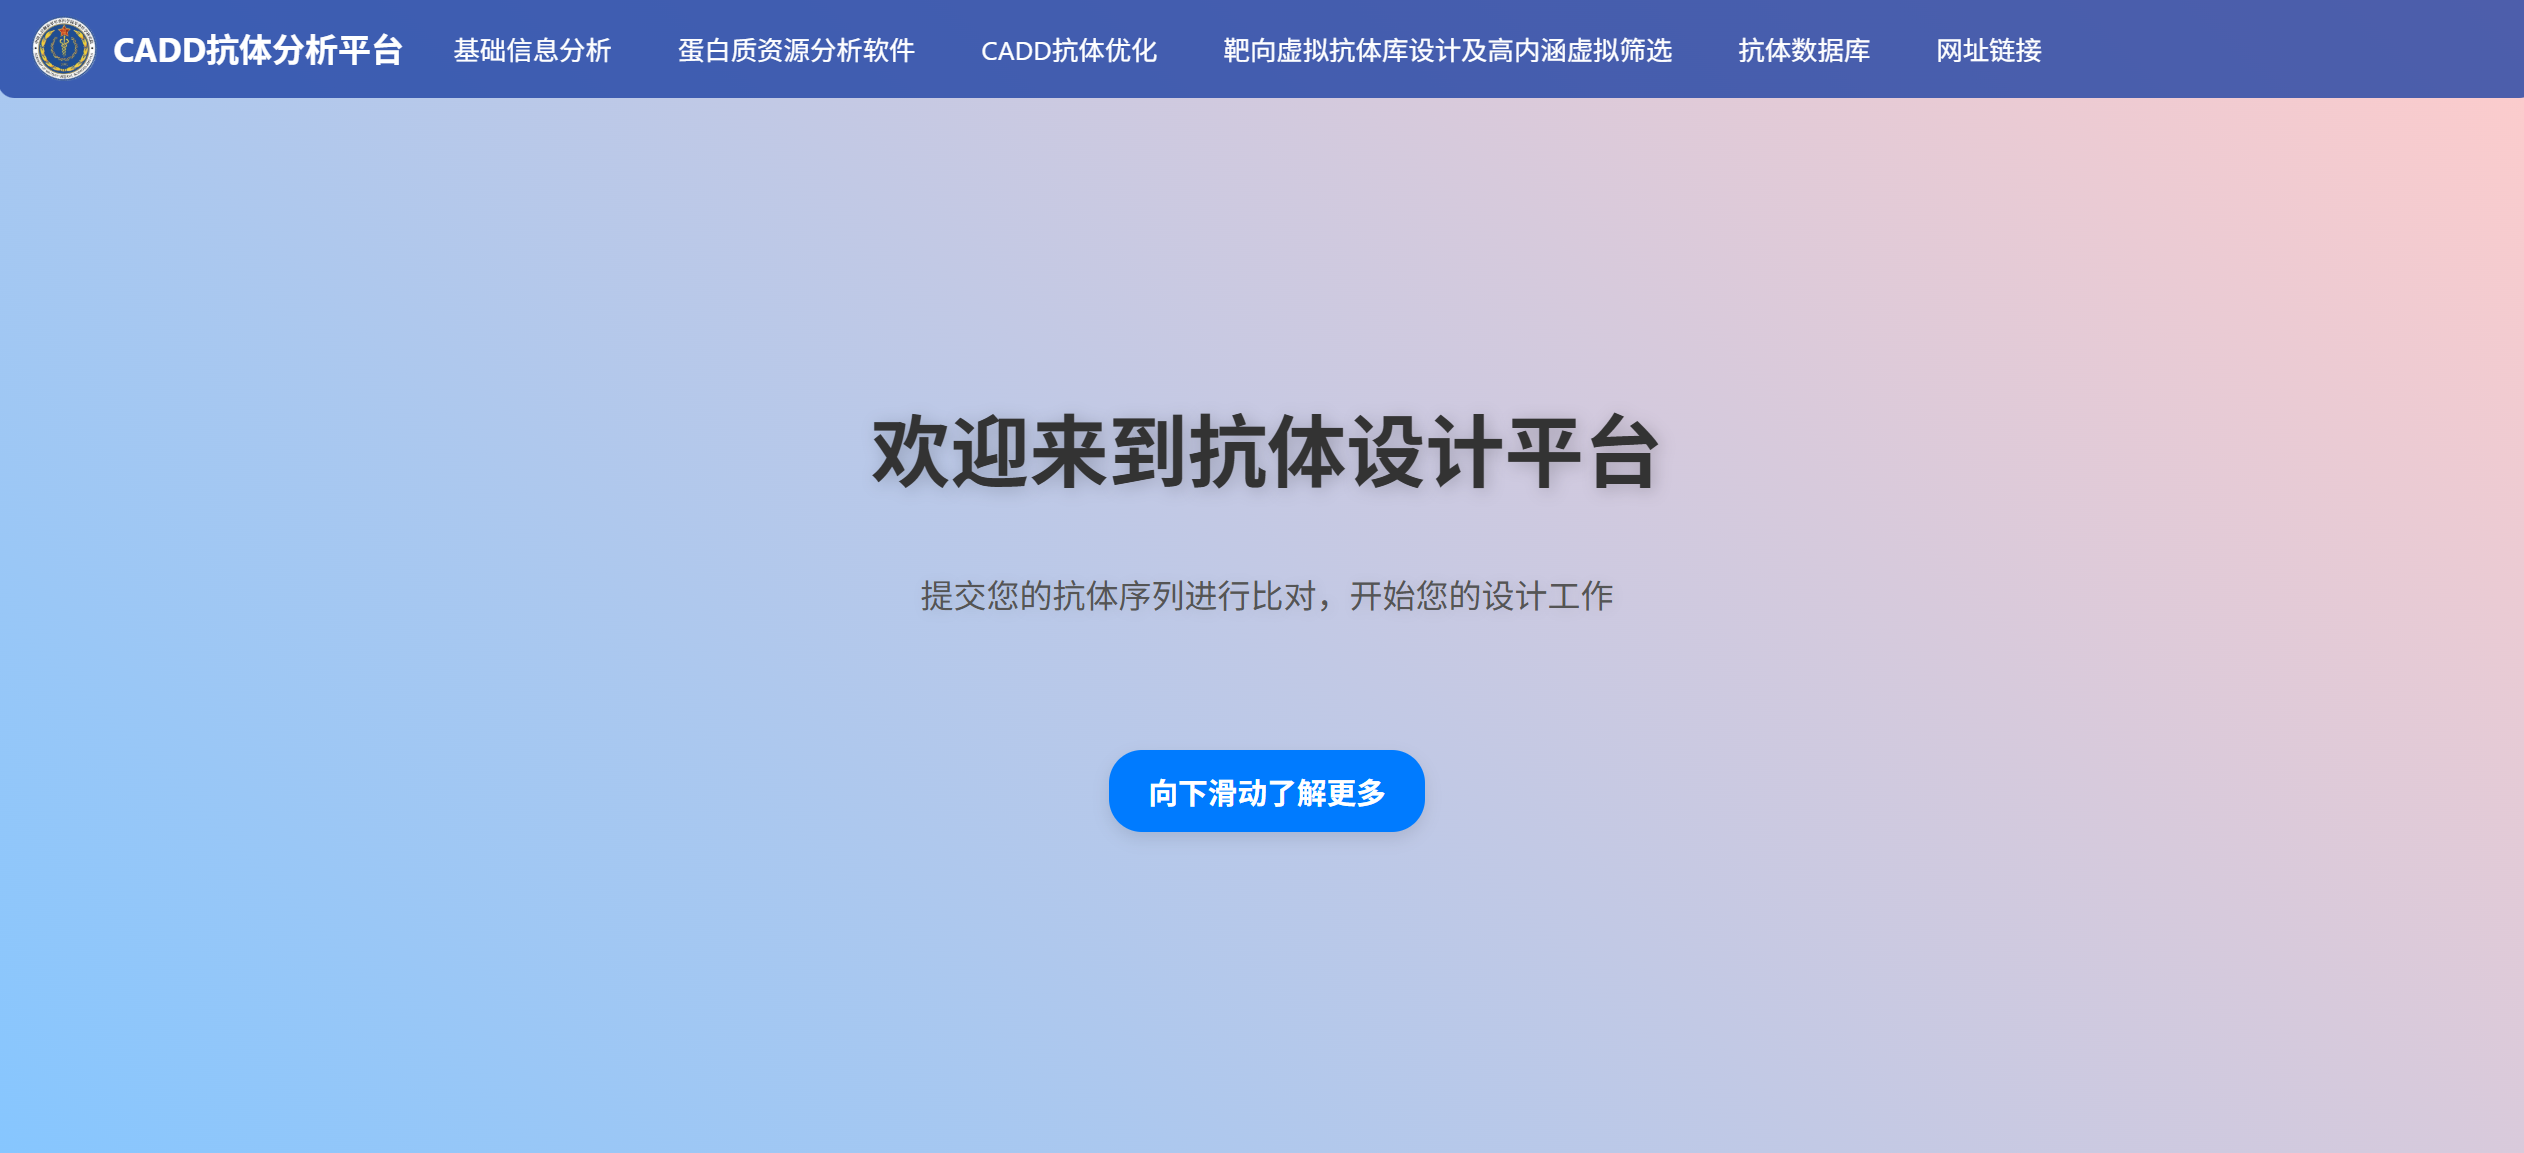 CADD抗体分析平台 基础信息分析 蛋白质资源分析软件 CADD抗体优化 靶向虚拟抗体库设计及高内涵虚拟筛选 抗体数据库 网址链接
欢迎来到抗体设计平台
提交您的抗体序列进行比对，开始您的设计工作
向下滑动了解更多